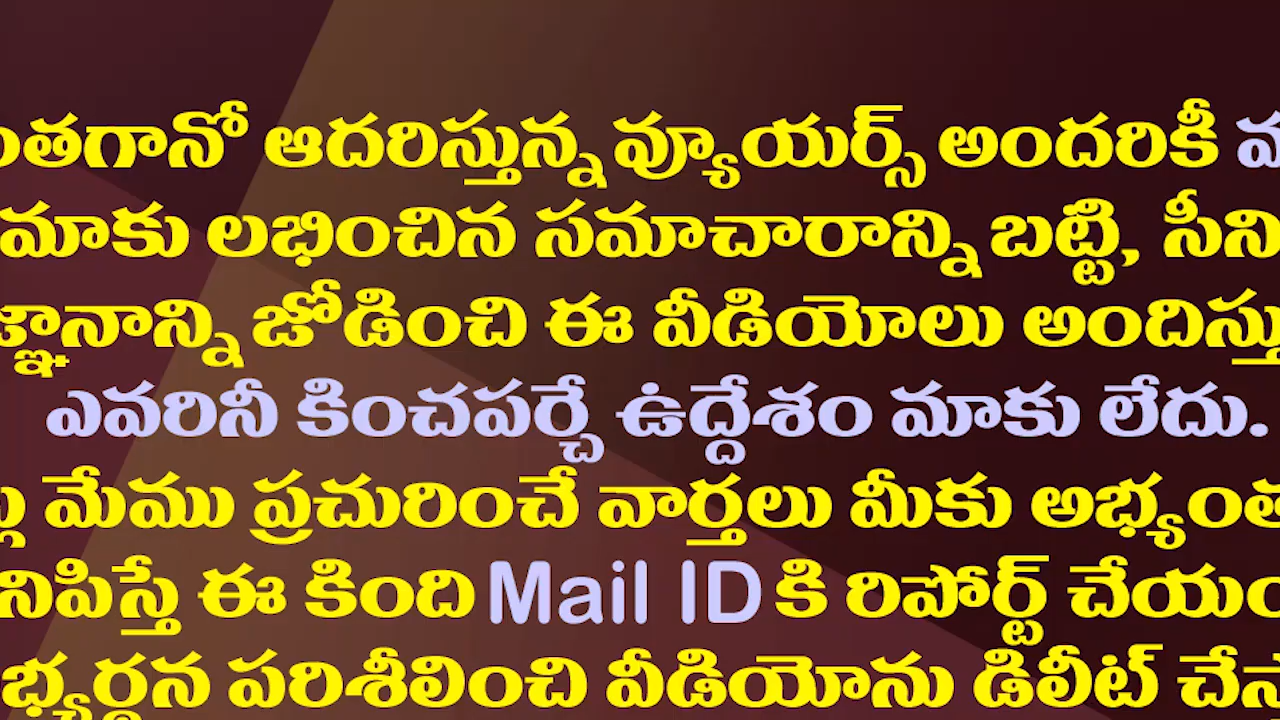 ంతగానో ఆదరిస్తున్న వ్యూయర్స్ అందరికీ
మాకు లభించిన సమాచారాన్ని బట్టి, సీని
జ్ఞానాన్ని జోడించి ఈ వీడియోలు అందిస్తు
ఎవరినీ కించపర్చే ఉద్దేశం మాకు లేదు.
ల్ల మేము ప్రచురించే వార్తలు మీకు అభ్యంత
నిపిస్తే ఈ కింది Mail ID కి రిపోర్ట్ చేయం
భ్యర్థన పరిశీలించి వీడియోను డిలీట్ చేస